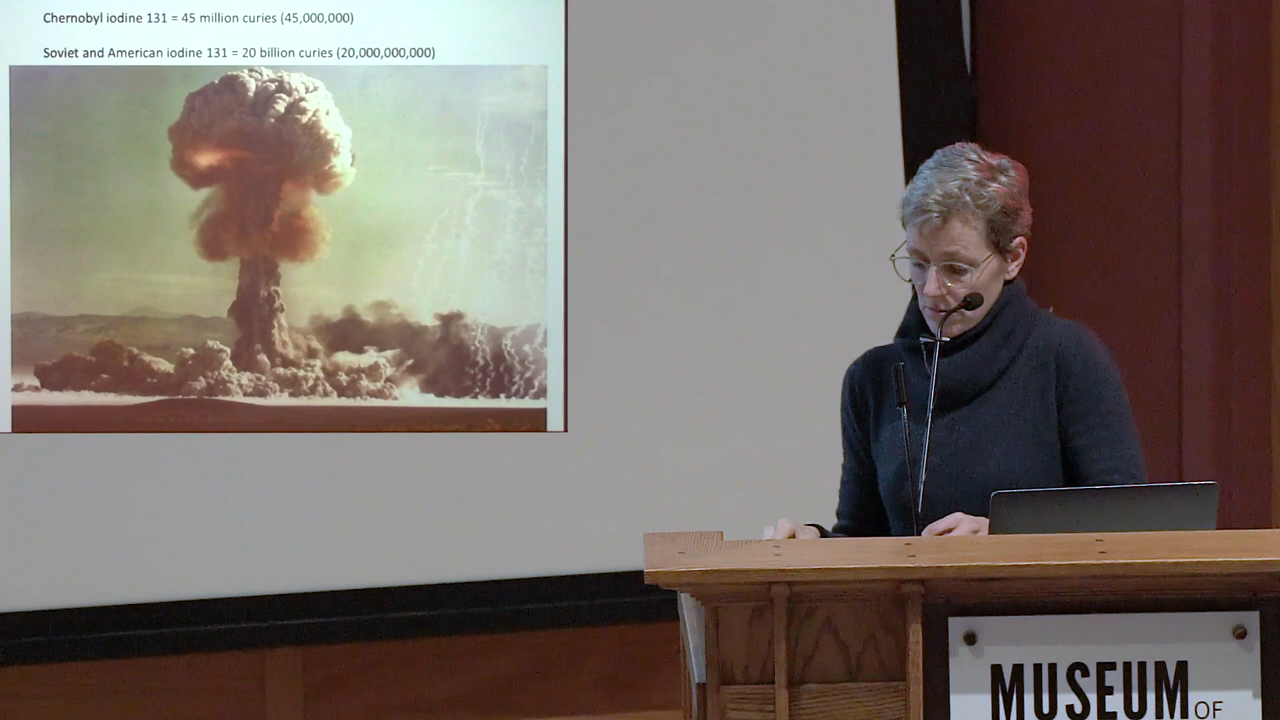 Chernobyl iodine 131 = 45 million curies (45,000,000)
Soviet and American iodine 131 = 20 billion curies (20,000,000,000)
MUSEUM OF